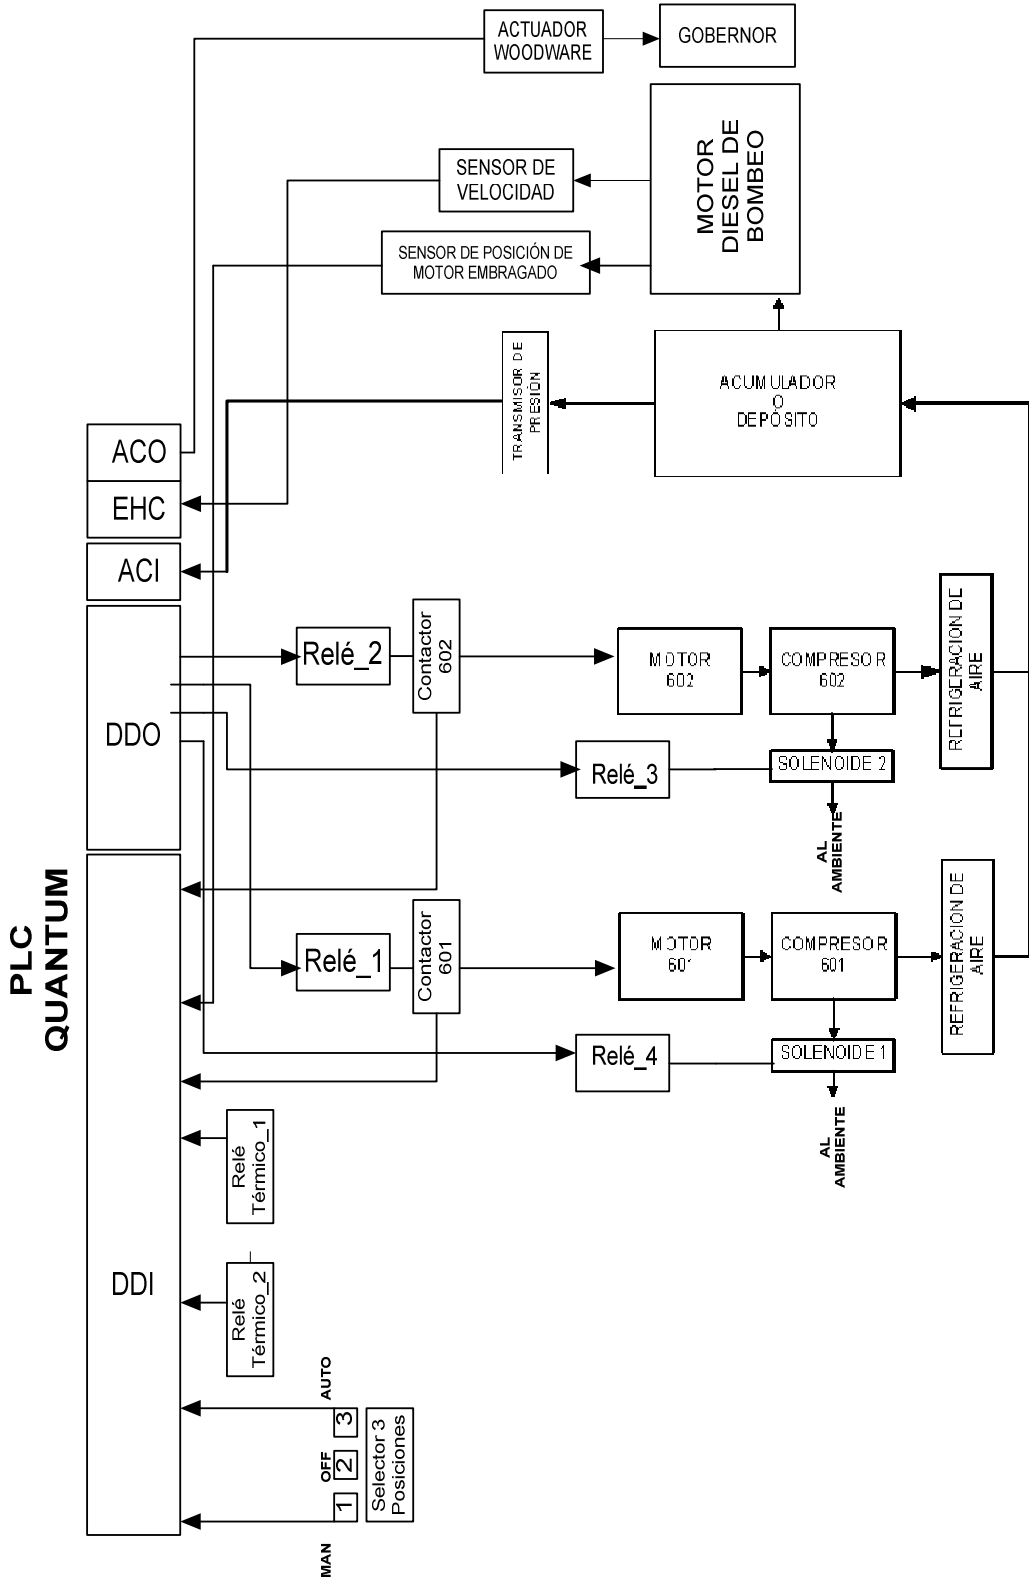 ACTUADOR
WOODWARE
GOBERNOR
MOTOR
DIESEL DE
BOMBEO
SENSOR DE
VELOCIDAD
SENSOR DE POSICIÓN DE
MOTOR EMBRAGADO
TRANSMISOR DE
PRESIÓN
ACUMULADOR
O
DEPÓSITO
ACO
EHC
ACI
DDO
Relé_2
Contactor
602
MOTOR
602
COMPRESOR
602
REFRIGERACION DE
AIRE
Relé_3
SOLENOIDE 2
AL
AMBIENTE
PLC
QUANTUM
Relé_1
Contactor
601
MOTOR
601
COMPRESOR
601
REFRIGERACION DE
AIRE
Relé_4
SOLENOIDE 1
AL
AMBIENTE
Relé
Térmico_1
DDI
Relé
Térmico_2
AUTO
3
OFF
2
1
MAN
Selector 3
Posiciones